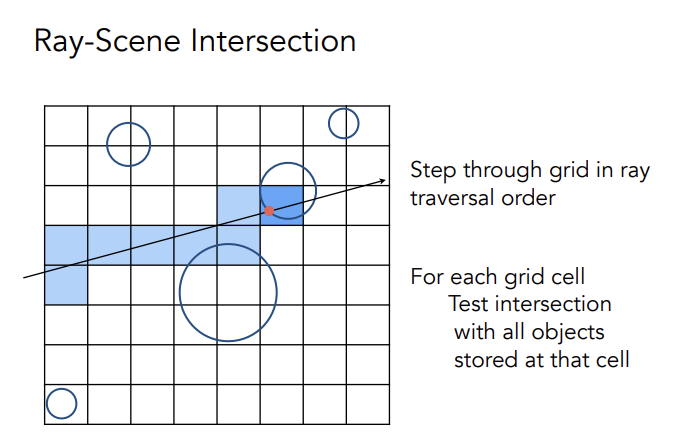 Ray-Scene Intersection
Step through grid in ray
traversal order
For each grid cell
Test intersection
with all objects
stored at that cell